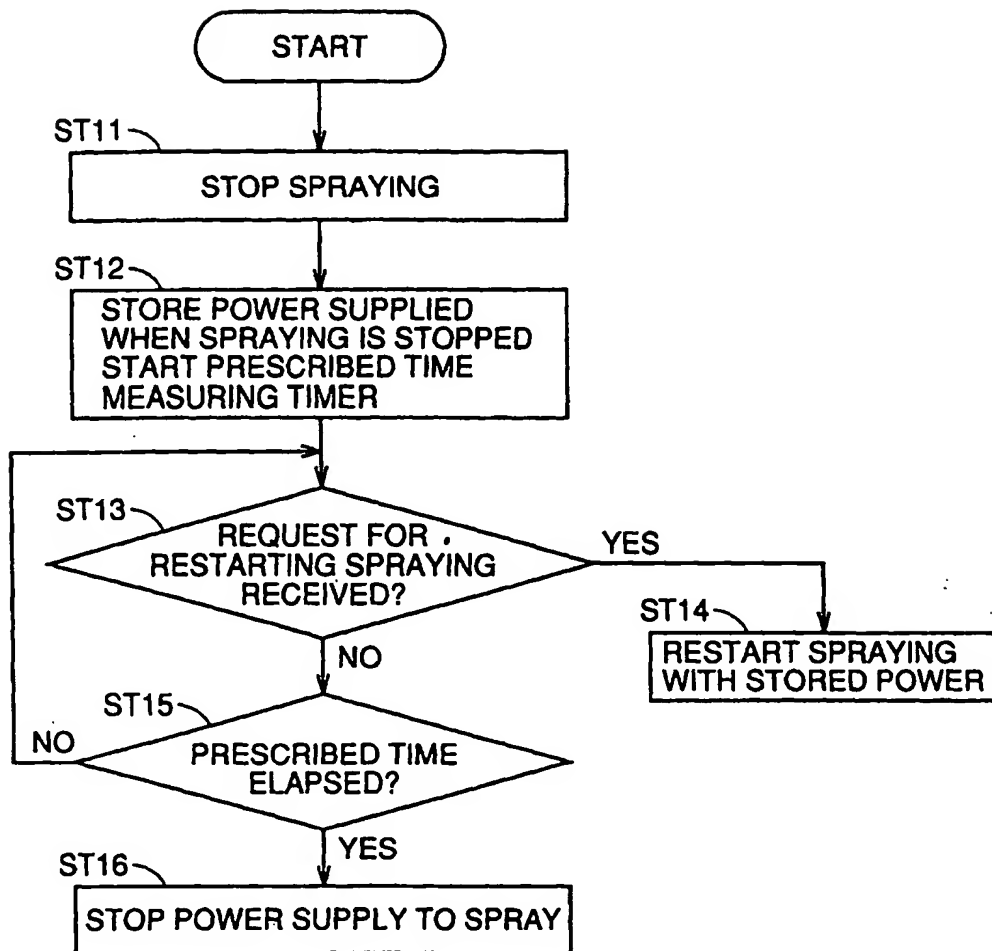 START
ST11
STOP SPRAYING
ST12
STORE POWER SUPPLIED
WHEN SPRAYING IS STOPPED
START PRESCRIBED TIME
MEASURING TIMER
ST13
REQUEST FOR
RESTARTING SPRAYING
RECEIVED?
YES
ST14
RESTART SPRAYING
WITH STORED POWER
NO
ST15
NO
PRESCRIBED TIME
ELAPSED?
YES
ST16
STOP POWER SUPPLY TO SPRAY